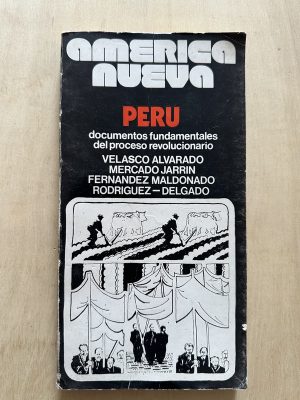 AMERICA
NUEVA
PERU
documentos fundamentales
del proceso revolucionario
VELASCO ALVARADO
MERCADO JARRIN
FERNANDEZ MALDONADO
RODRIGUEZ — DELGADO